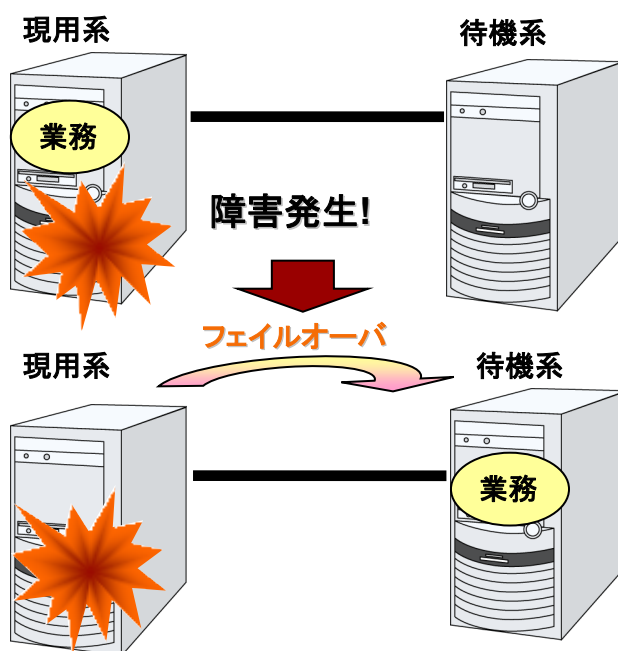 現用系
待機系
業務
障害発生!
フェイルオーバ
現用系
待機系
業務